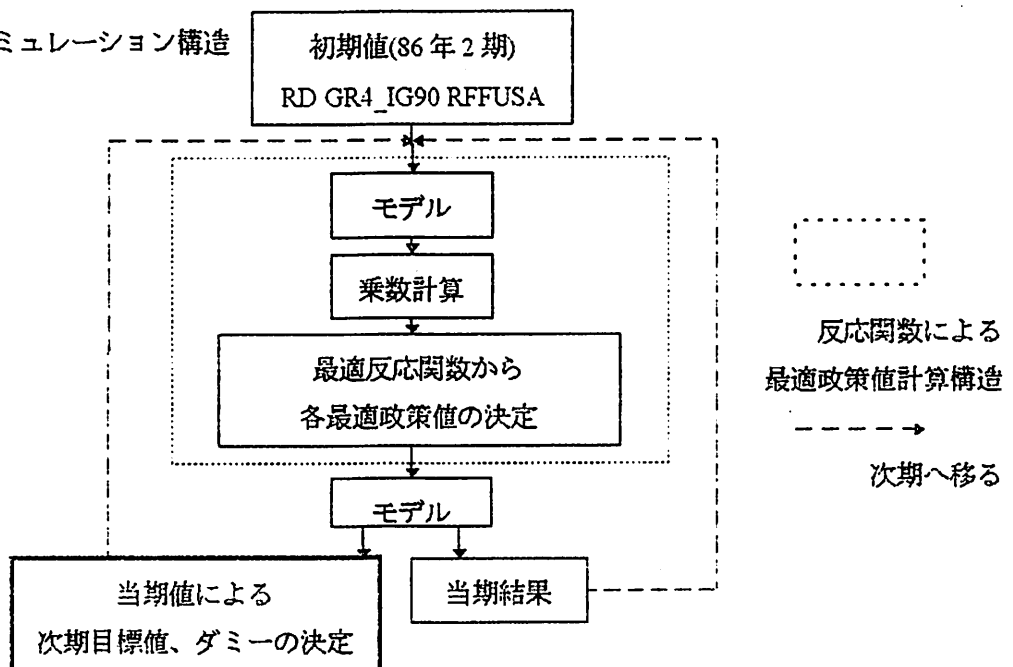 ミュレーション構造
初期値(86年2期)
RD GR4_IG90 RFFUSA
モデル
乗数計算
最適反応関数から
各最適政策値の決定
モデル
当期値による
次期目標値、ダミーの決定
当期結果
反応関数による
最適政策値計算構造
次期へ移る